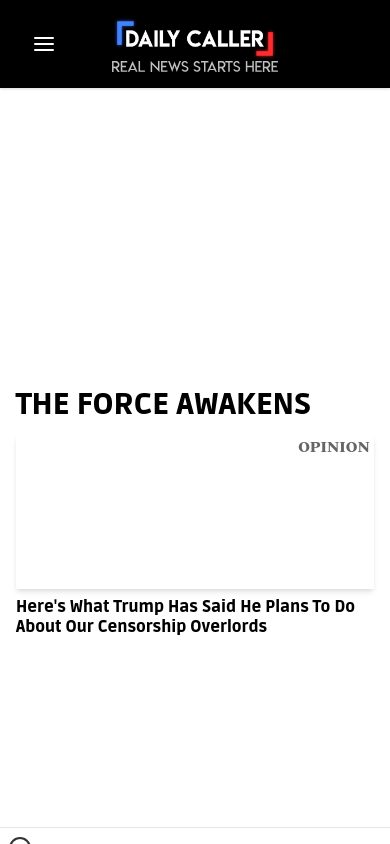 DAILY CALLER
REAL NEWS STARTS HERE
THE FORCE AWAKENS
OPINION
Here's What Trump Has Said He Plans To Do
About Our Censorship Overlords